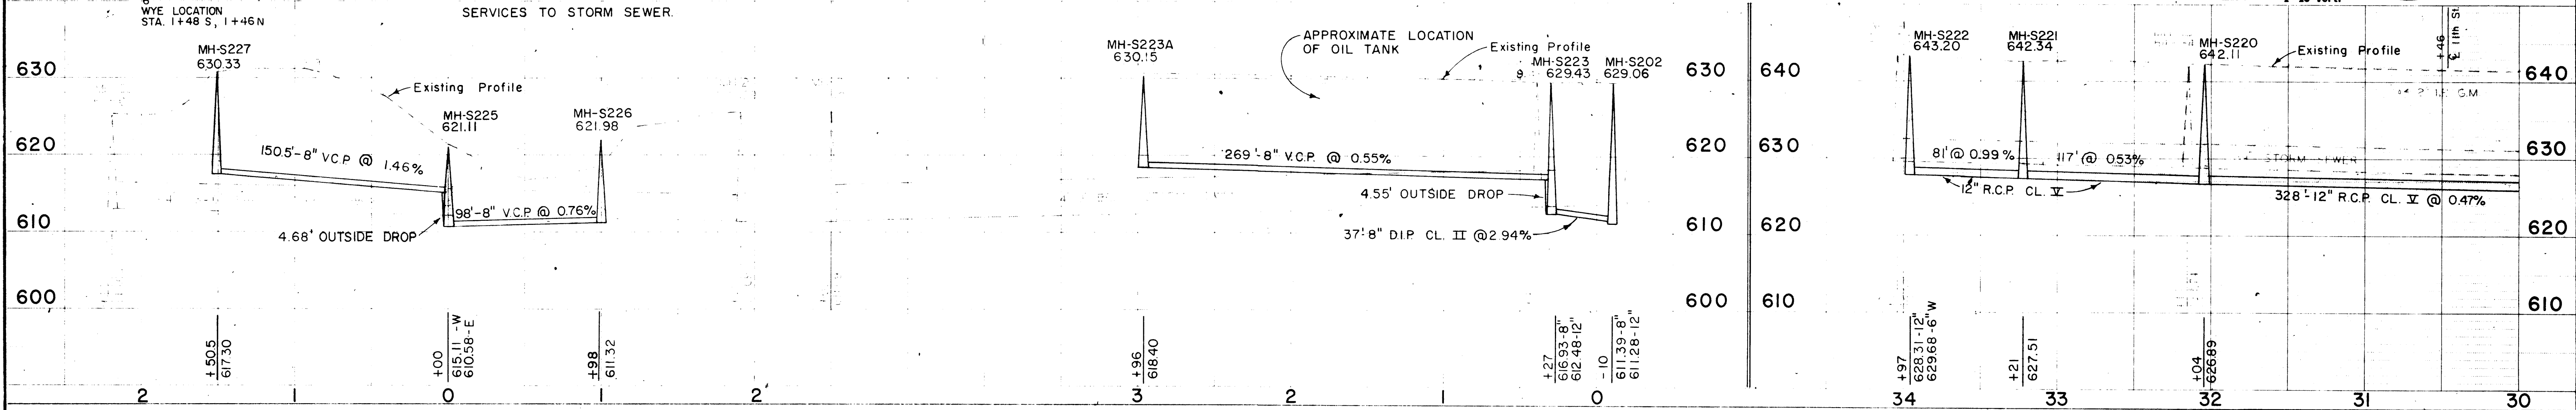 WYE LOCATION
STA. 1+48 S, 1+46 N
SERVICES TO STORM SEWER.
630
620
610
600
MH-S227
630.33
Existing Profile
MH-S225
621.11
MH-S226
621.98
150.5'-8" V.C.P. @ 1.46%
98'-8" V.C.P. @ 0.76%
4.68' OUTSIDE DROP
+50.5
617.30
+00
615.11-W
610.58-E
+98
611.32
2
1
0
1
2
MH-S223A
630.15
APPROXIMATE LOCATION
OF OIL TANK
Existing Profile
MH-S223
629.43
MH-S202
629.06
269'-8" V.C.P. @ 0.55%
4.55' OUTSIDE DROP
37'-8" D.I.P. CL. II @ 2.94%
630
620
610
600
+96
618.40
+27
616.93-8"
612.48-12"
-10
611.39-8"
611.28-12"
3
2
1
0
640
630
620
610
MH-S222
643.20
MH-S221
642.34
MH-S220
642.11
Existing Profile
+46
℄ 11th St.
G.M
81' @ 0.99 %
117' @ 0.53%
STORM SEWER
12" R.C.P. CL. V
328'-12" R.C.P. CL. V @ 0.47%
640
630
620
610
+97
628.31-12"
629.68-6"W
+21
627.51
+04
626.89
34
33
32
31
30